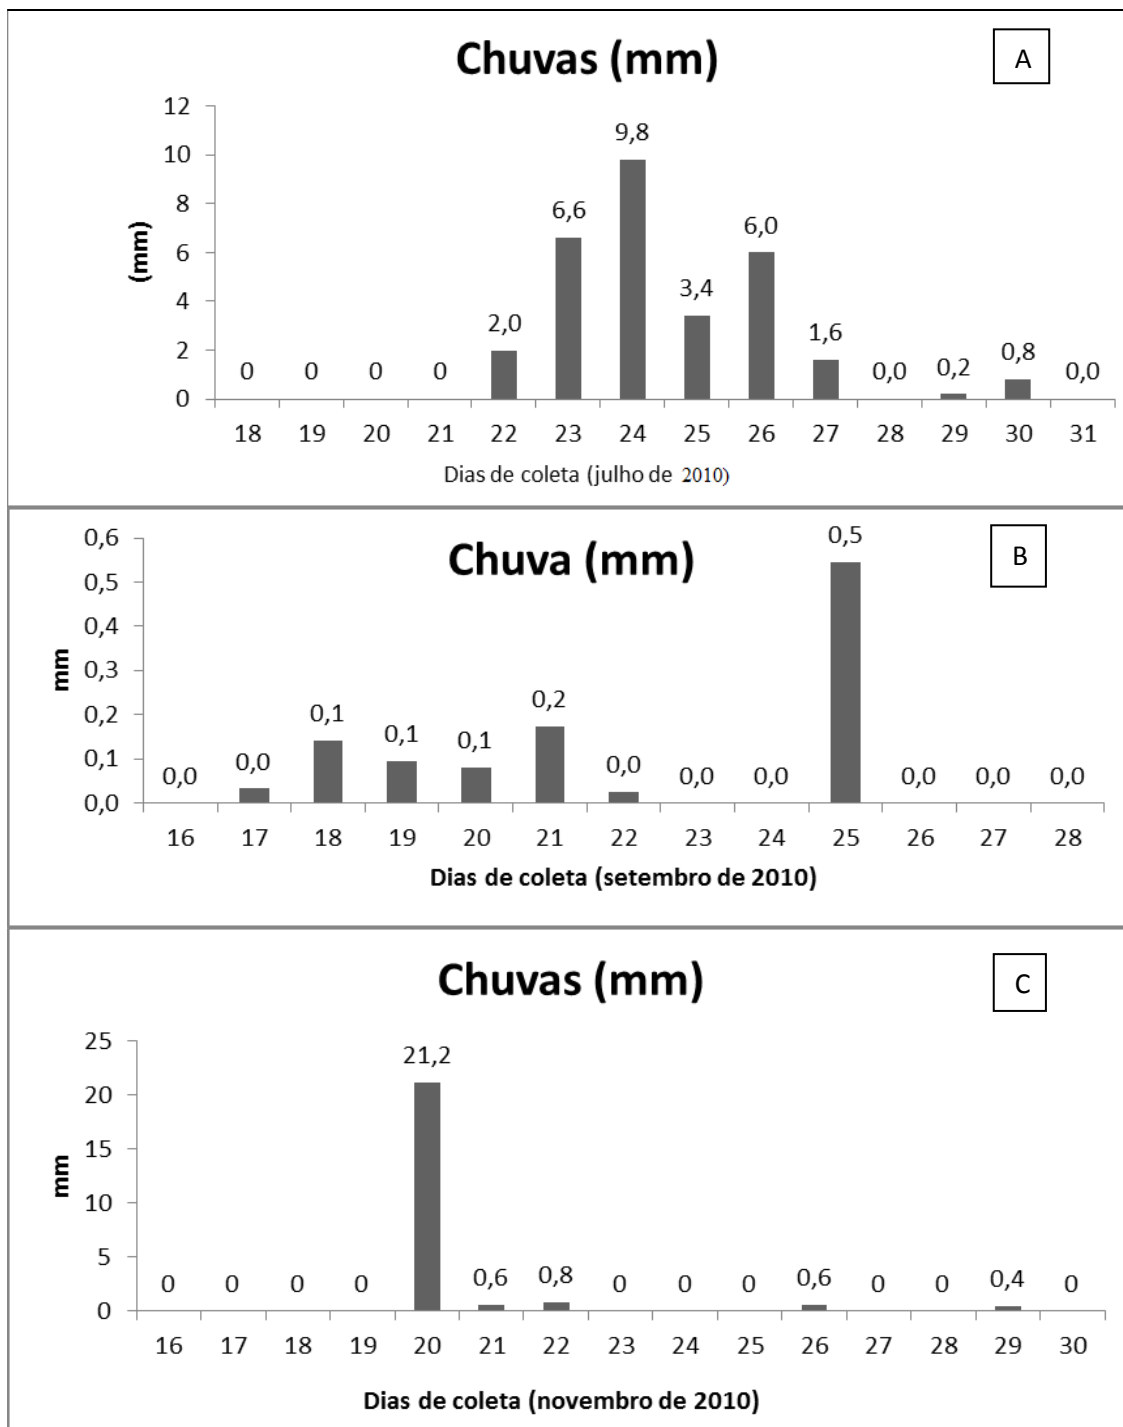 Chuvas (mm)
A
12
10
8
6
4
2
0
(mm)
0 0 0 0 2,0 6,6 9,8 3,4 6,0 1,6 0,0 0,2 0,8 0,0
18 19 20 21 22 23 24 25 26 27 28 29 30 31
Dias de coleta (julho de 2010)
Chuva (mm)
B
0,6
0,5
0,4
0,3
0,2
0,1
0,0
mm
0,0 0,0 0,1 0,1 0,1 0,2 0,0 0,0 0,0 0,5 0,0 0,0 0,0
16 17 18 19 20 21 22 23 24 25 26 27 28
Dias de coleta (setembro de 2010)
Chuvas (mm)
C
25
20
15
10
5
0
mm
0 0 0 0 21,2 0,6 0,8 0 0 0 0,6 0 0 0,4 0
16 17 18 19 20 21 22 23 24 25 26 27 28 29 30
Dias de coleta (novembro de 2010)